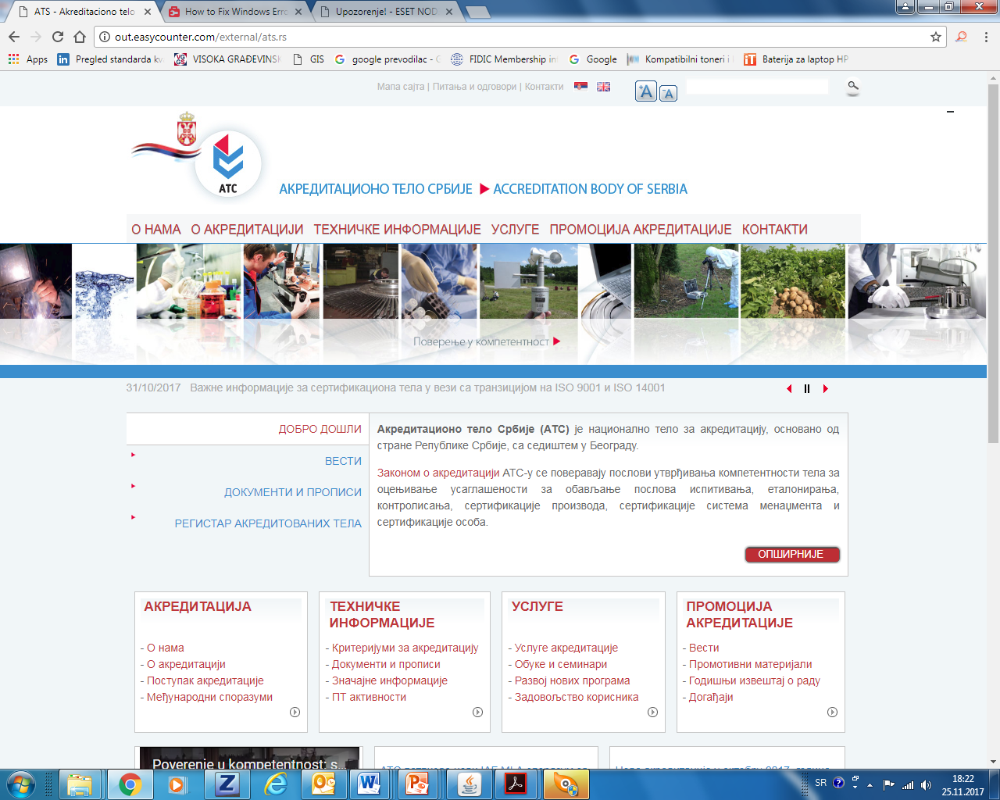 ATS - Akreditaciono telo
How to Fix Windows Erro
Upozorenje! - ESET NOD
out.easycounter.com/external/ats.rs
Apps
Pregled standarda kv
VISOKA GRAĐEVINSK
GIS
google prevodilac - G
FIDIC Membership in
Google
Kompatibilni toneri i
Baterija za laptop HP
Мапа сајта | Питања и одговори | Контакти
+A
-A
АТС
АКРЕДИТАЦИОНО ТЕЛО СРБИЈЕ ACCREDITATION BODY OF SERBIA
О НАМА О АКРЕДИТАЦИЈИ ТЕХНИЧКЕ ИНФОРМАЦИЈЕ УСЛУГЕ ПРОМОЦИЈА АКРЕДИТАЦИЈЕ КОНТАКТИ
Поверење у компетентност
31/10/2017 Важне информације за сертификациона тела у вези са транзицијом на ISO 9001 и ISO 14001
ДОБРО ДОШЛИ
ВЕСТИ
ДОКУМЕНТИ И ПРОПИСИ
РЕГИСТАР АКРЕДИТОВАНИХ ТЕЛА
Акредитационо тело Србије (АТС) је национално тело за акредитацију, основано од
стране Републике Србије, са седиштем у Београду.
Законом о акредитацији АТС-у се поверавају послови утврђивања компетентности тела за
оцењивање усаглашености за обављање послова испитивања, еталонирања,
контролисања, сертификације производа, сертификације система менаџмента и
сертификације особа.
ОПШИРНИЈЕ
АКРЕДИТАЦИЈА
- О нама
- О акредитацији
- Поступак акредитације
- Међународни споразуми
ТЕХНИЧКЕ
ИНФОРМАЦИЈЕ
- Критеријуми за акредитацију
- Документи и прописи
- Значајне информације
- ПТ активности
УСЛУГЕ
- Услуге акредитације
- Обуке и семинари
- Развој нових програма
- Задовољство корисника
ПРОМОЦИЈА
АКРЕДИТАЦИЈЕ
- Вести
- Промотивни материјали
- Годишњи извештај о раду
- Догађаји
Poverenje u kompetentnost: s...
SR
18:22
25.11.2017